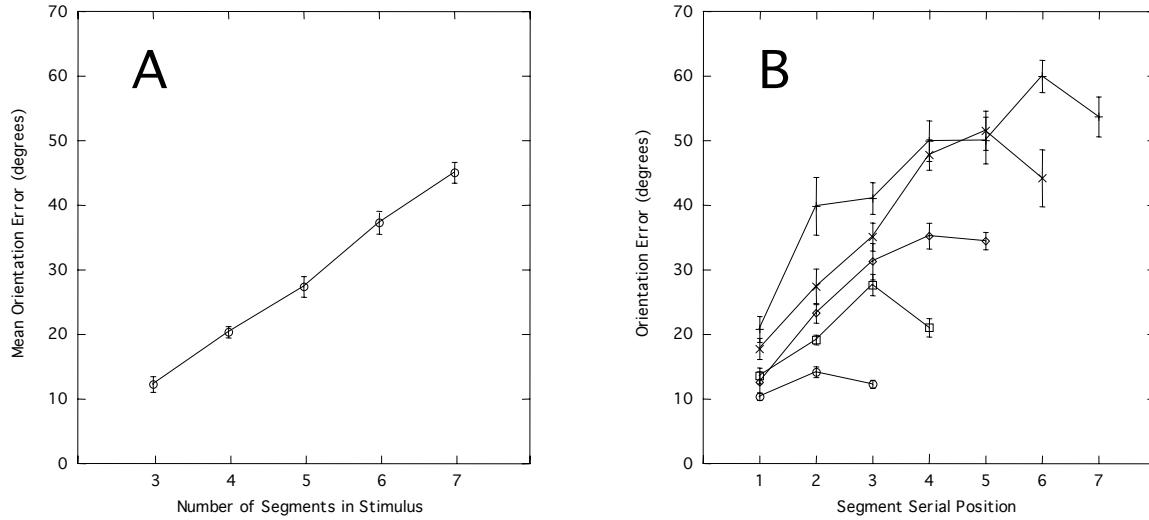 A
Mean Orientation Error (degrees)
70
60
50
40
30
20
10
0
3 4 5 6 7
Number of Segments in Stimulus
B
Orientation Error (degrees)
70
60
50
40
30
20
10
0
1 2 3 4 5 6 7
Segment Serial Position